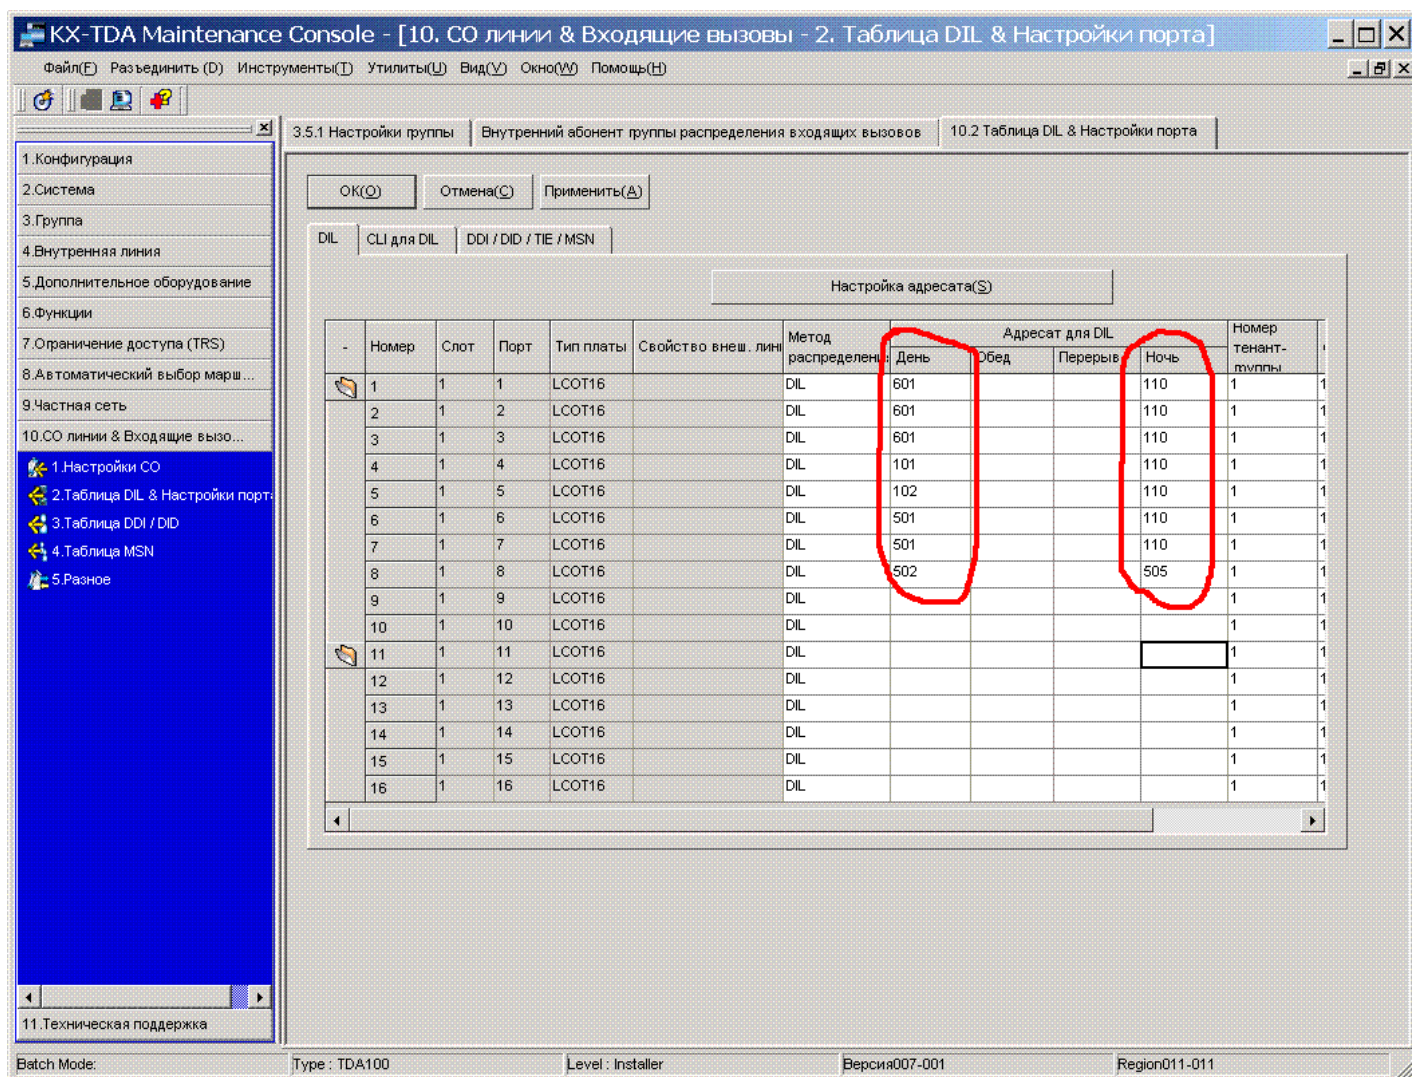 KX-TDA Maintenance Console - [10. CO линии & Входящие вызовы - 2. Таблица DIL & Настройки порта]
Файл(F) Разъединить (D) Инструменты(T) Утилиты(U) Вид(V) Окно(W) Помощь(H)
3.5.1 Настройки группы Внутренний абонент группы распределения входящих вызовов 10.2 Таблица DIL & Настройки порта
1.Конфигурация
2.Система
3.Группа
4.Внутренняя линия
5.Дополнительное оборудование
6.Функции
7.Ограничение доступа (TRS)
8.Автоматический выбор марш...
9.Частная сеть
10.CO линии & Входящие вызо...
1.Настройки CO
2.Таблица DIL & Настройки порта
3.Таблица DDI / DID
4.Таблица MSN
5.Разное
11.Техническая поддержка
OK(O) Отмена(C) Применить(A)
DIL CLI для DIL DDI / DID / TIE / MSN
Настройка адресата(S)
- Номер Слот Порт Тип платы Свойство внеш. лини Метод распределения Адресат для DIL Номер тенант-группы
День Обед Перерыв Ночь
1 1 1 LCOT16 DIL 601 110 1 1
2 1 2 LCOT16 DIL 601 110 1 1
3 1 3 LCOT16 DIL 601 110 1 1
4 1 4 LCOT16 DIL 101 110 1 1
5 1 5 LCOT16 DIL 102 110 1 1
6 1 6 LCOT16 DIL 501 110 1 1
7 1 7 LCOT16 DIL 501 110 1 1
8 1 8 LCOT16 DIL 502 505 1 1
9 1 9 LCOT16 DIL 1 1
10 1 10 LCOT16 DIL 1 1
11 1 11 LCOT16 DIL 1 1
12 1 12 LCOT16 DIL 1 1
13 1 13 LCOT16 DIL 1 1
14 1 14 LCOT16 DIL 1 1
15 1 15 LCOT16 DIL 1 1
16 1 16 LCOT16 DIL 1 1
Batch Mode: Type : TDA100 Level : Installer Версия007-001 Region011-011